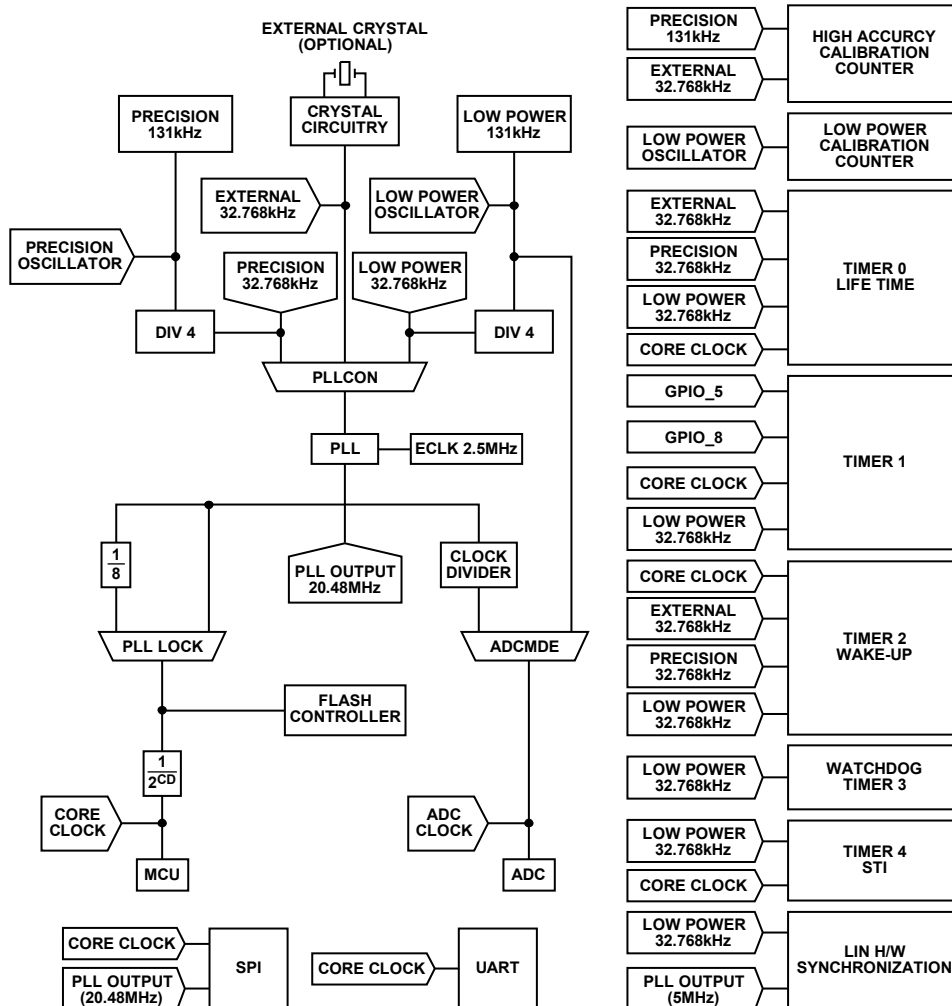 EXTERNAL CRYSTAL
(OPTIONAL)
PRECISION
131kHz
CRYSTAL
CIRCUITRY
LOW POWER
131kHz
EXTERNAL
32.768kHz
LOW POWER
OSCILLATOR
PRECISION
OSCILLATOR
PRECISION
32.768kHz
LOW POWER
32.768kHz
DIV 4
DIV 4
PLLCON
PLL
ECLK 2.5MHz
1
8
PLL OUTPUT
20.48MHz
CLOCK
DIVIDER
PLL LOCK
ADCMDE
FLASH
CONTROLLER
1
2CD
CORE
CLOCK
ADC
CLOCK
MCU
ADC
CORE CLOCK
PLL OUTPUT
(20.48MHz)
SPI
CORE CLOCK
UART
PRECISION
131kHz
EXTERNAL
32.768kHz
HIGH ACCURCY
CALIBRATION
COUNTER
LOW POWER
OSCILLATOR
LOW POWER
CALIBRATION
COUNTER
EXTERNAL
32.768kHz
PRECISION
32.768kHz
LOW POWER
32.768kHz
CORE CLOCK
TIMER 0
LIFE TIME
GPIO_5
GPIO_8
CORE CLOCK
LOW POWER
32.768kHz
TIMER 1
CORE CLOCK
EXTERNAL
32.768kHz
PRECISION
32.768kHz
LOW POWER
32.768kHz
TIMER 2
WAKE-UP
LOW POWER
32.768kHz
WATCHDOG
TIMER 3
LOW POWER
32.768kHz
CORE CLOCK
TIMER 4
STI
LOW POWER
32.768kHz
PLL OUTPUT
(5MHz)
LIN H/W
SYNCHRONIZATION